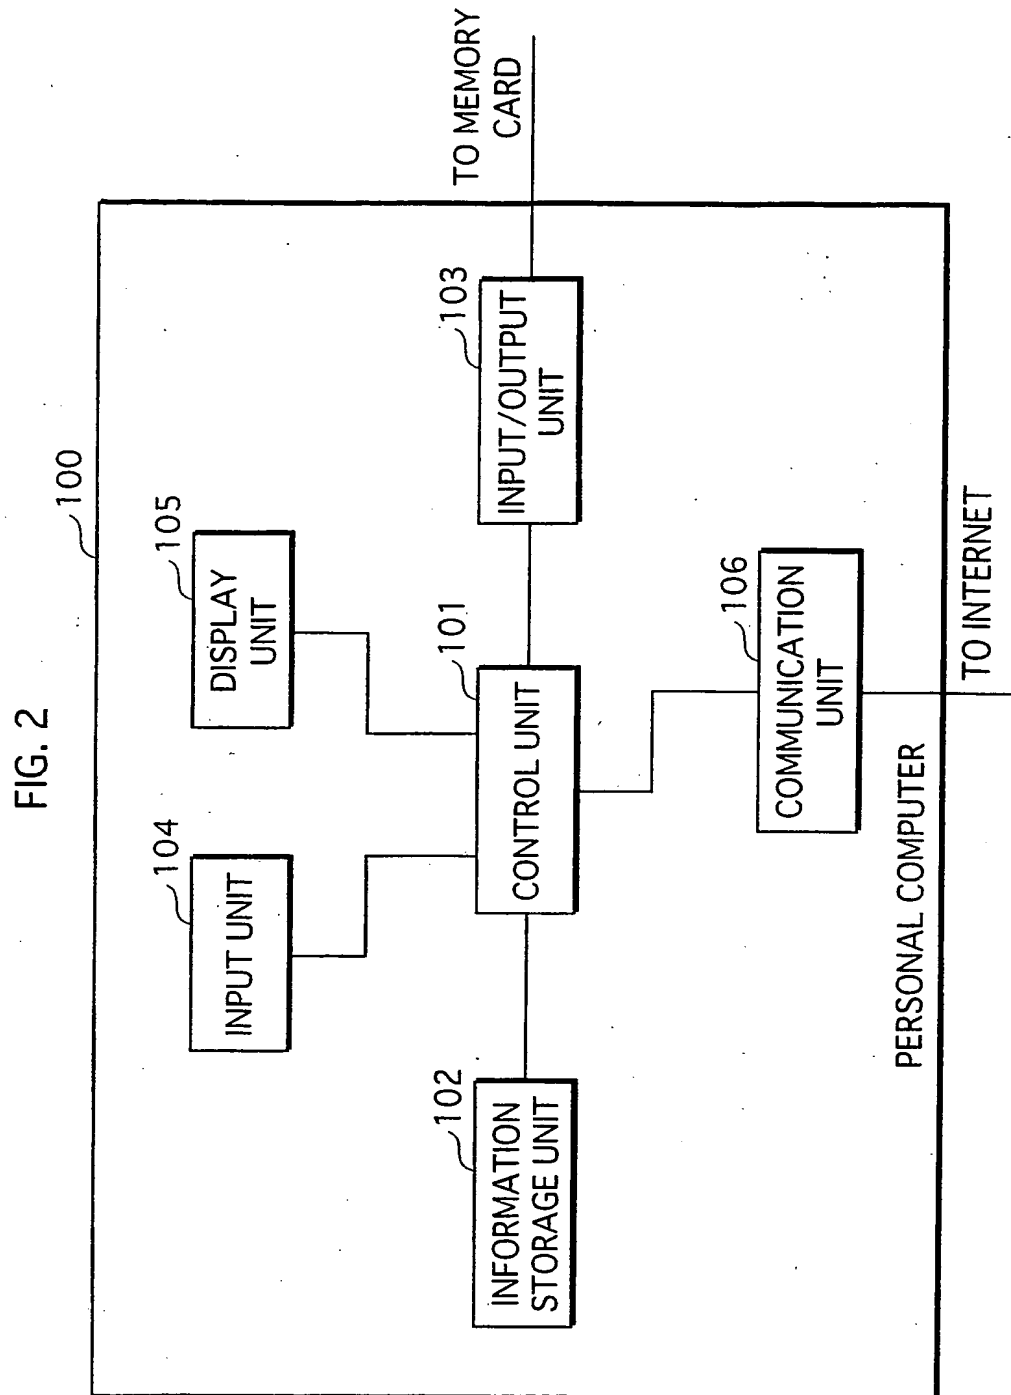 FIG. 2
100
104
INPUT UNIT
105
DISPLAY
UNIT
102
INFORMATION
STORAGE UNIT
101
CONTROL UNIT
103
INPUT/OUTPUT
UNIT
TO MEMORY
CARD
106
COMMUNICATION
UNIT
PERSONAL COMPUTER
TO INTERNET